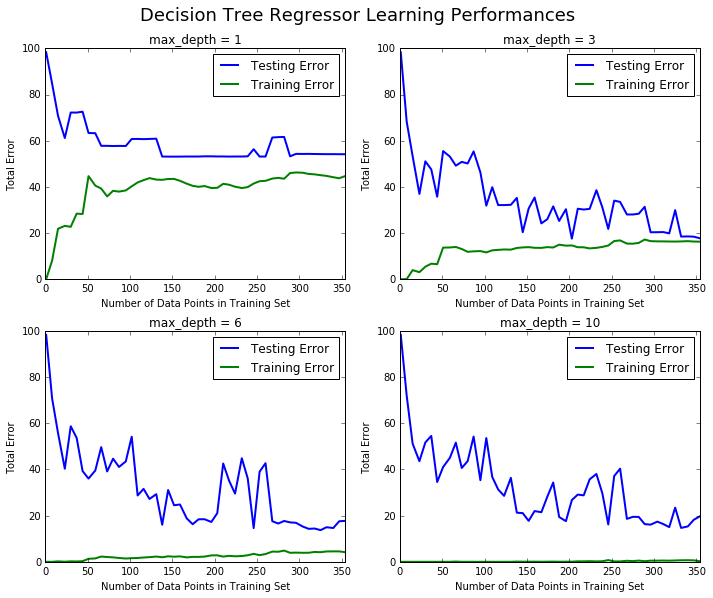 Decision Tree Regressor Learning Performances
max_depth = 1
100
80
60
40
20
0
Total Error
Testing Error
Training Error
0 50 100 150 200 250 300 350
Number of Data Points in Training Set
max_depth = 3
100
80
60
40
20
0
Total Error
Testing Error
Training Error
0 50 100 150 200 250 300 350
Number of Data Points in Training Set
max_depth = 6
100
80
60
40
20
0
Total Error
Testing Error
Training Error
0 50 100 150 200 250 300 350
Number of Data Points in Training Set
max_depth = 10
100
80
60
40
20
0
Total Error
Testing Error
Training Error
0 50 100 150 200 250 300 350
Number of Data Points in Training Set